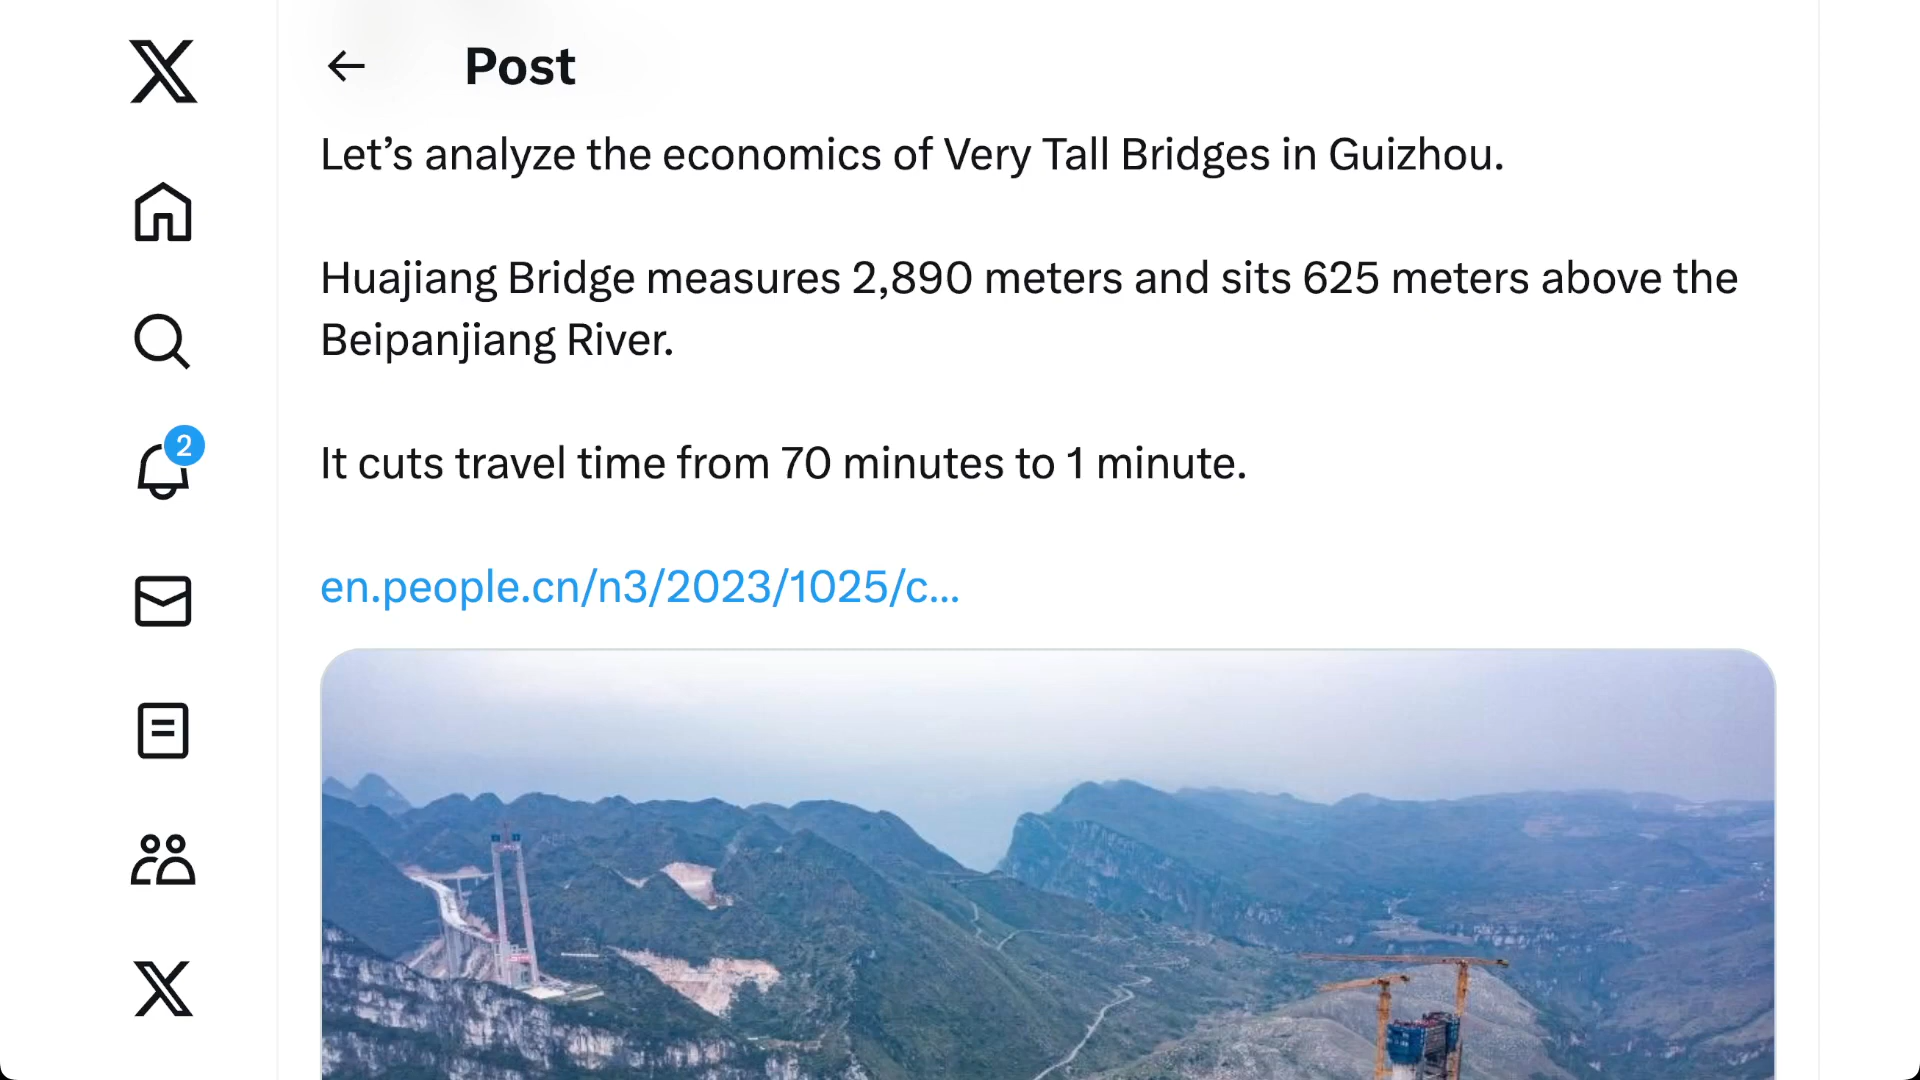 Post
Let’s analyze the economics of Very Tall Bridges in Guizhou.
Huajiang Bridge measures 2,890 meters and sits 625 meters above the
Beipanjiang River.
2
It cuts travel time from 70 minutes to 1 minute.
en.people.cn/n3/2023/1025/c…